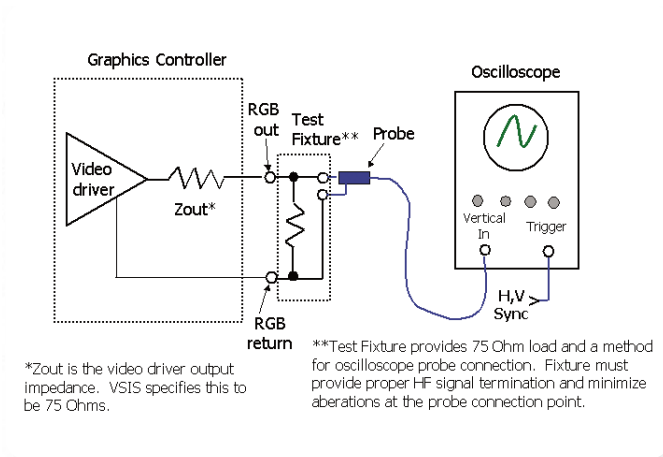 Graphics Controller
Oscilloscope
RGB
out
Test
Fixture**
Probe
Video
driver
Zout*
Vertical
In
Trigger
H,V
Sync
RGB
return
*Zout is the video driver output
impedance. VSIS specifies this to
be 75 Ohms.
**Test Fixture provides 75 Ohm load and a method
for oscilloscope probe connection. Fixture must
provide proper HF signal termination and minimize
aberations at the probe connection point.